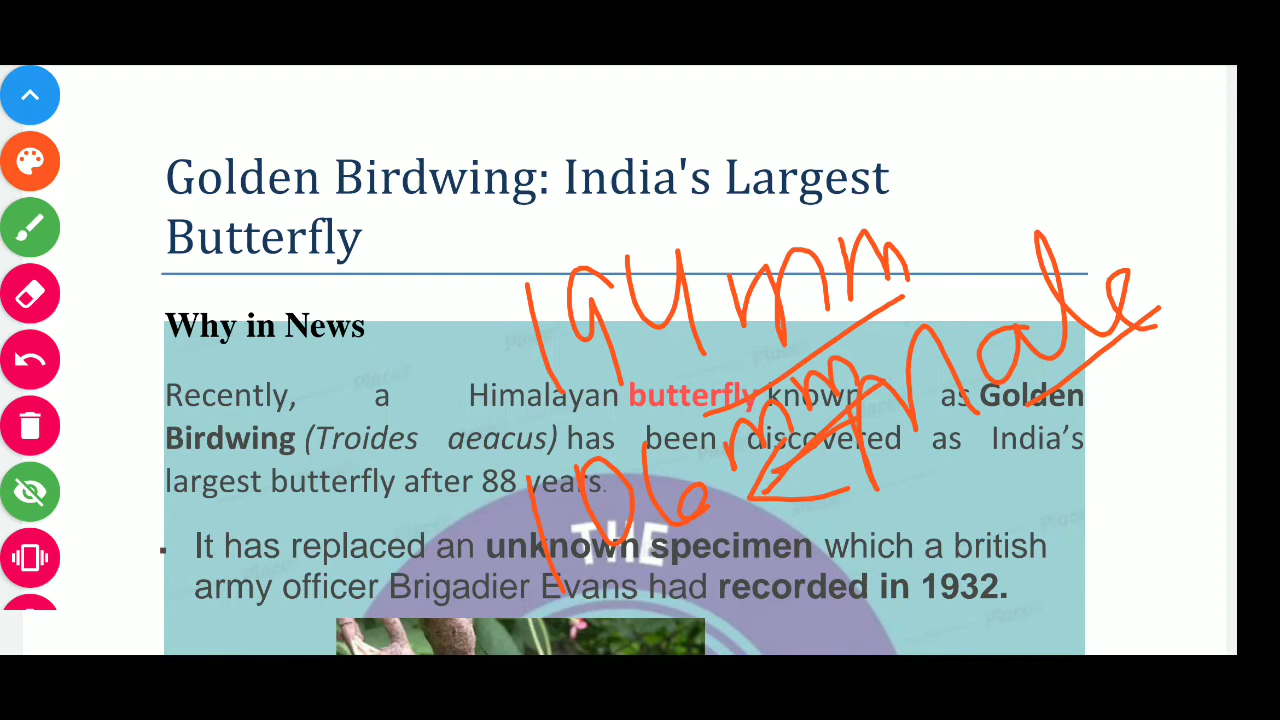 Golden Birdwing: India's Largest
Butterfly
194 mm
Why in News
Recently, a Himalayan butterfly known as Golden
106 mm male
Birdwing (Troides aeacus) has been discovered as India’s
largest butterfly after 88 years.
THE
▪ It has replaced an unknown specimen which a british
army officer Brigadier Evans had recorded in 1932.